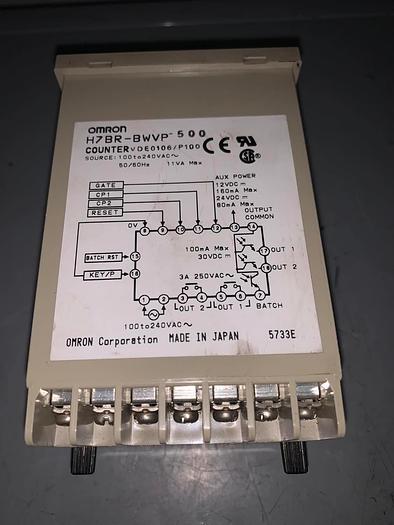 OMRON
H7BR-BWVP-500
COUNTER VDE0106/P100
SOURCE: 100to240VAC~
50/60Hz 11VA Max
CE
AUX POWER
12VDC ⎓
160mA Max
24VDC ⎓
80mA Max
OUTPUT
COMMON
GATE
CP1
CP2
RESET
0V
8 9 10 11 12 13 14
100mA Max
30VDC ⎓
17 OUT 1
18 OUT 2
BATCH RST 15
KEY/P 16
3A 250VAC~
1 2 3 4 5 6 7
OUT 2 OUT 1 BATCH
100to240VAC~
OMRON Corporation MADE IN JAPAN 5733E